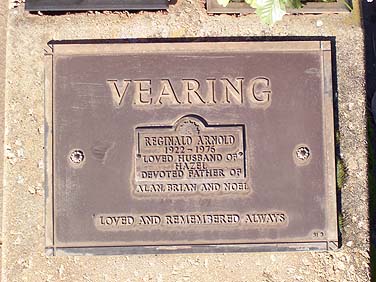 VEARING
REGINALD ARNOLD
1922 – 1976
LOVED HUSBAND OF
HAZEL
DEVOTED FATHER OF
ALAN, BRIAN AND NOEL
LOVED AND REMEMBERED ALWAYS